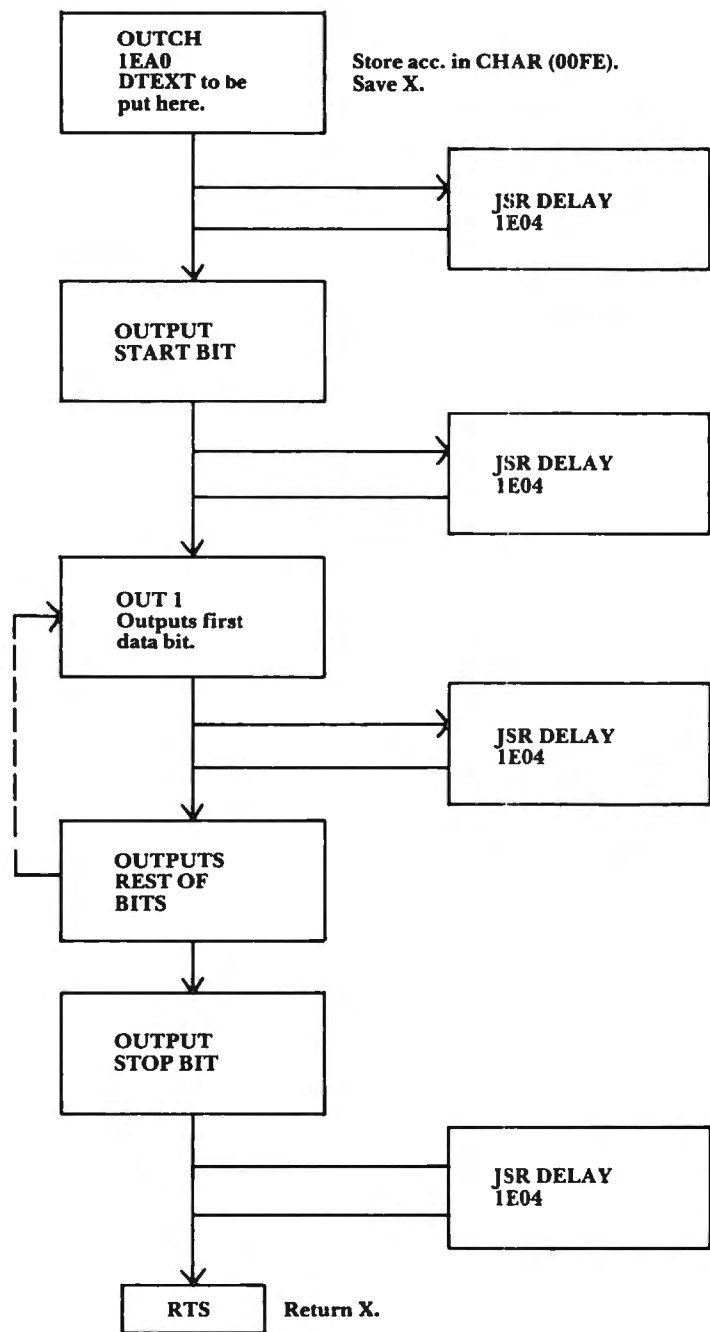 OUTCH
1EA0
DTEXT to be
put here.
Store acc. in CHAR (00FE).
Save X.
JSR DELAY
1E04
OUTPUT
START BIT
JSR DELAY
1E04
OUT 1
Outputs first
data bit.
JSR DELAY
1E04
OUTPUTS
REST OF
BITS
OUTPUT
STOP BIT
JSR DELAY
1E04
RTS
Return X.